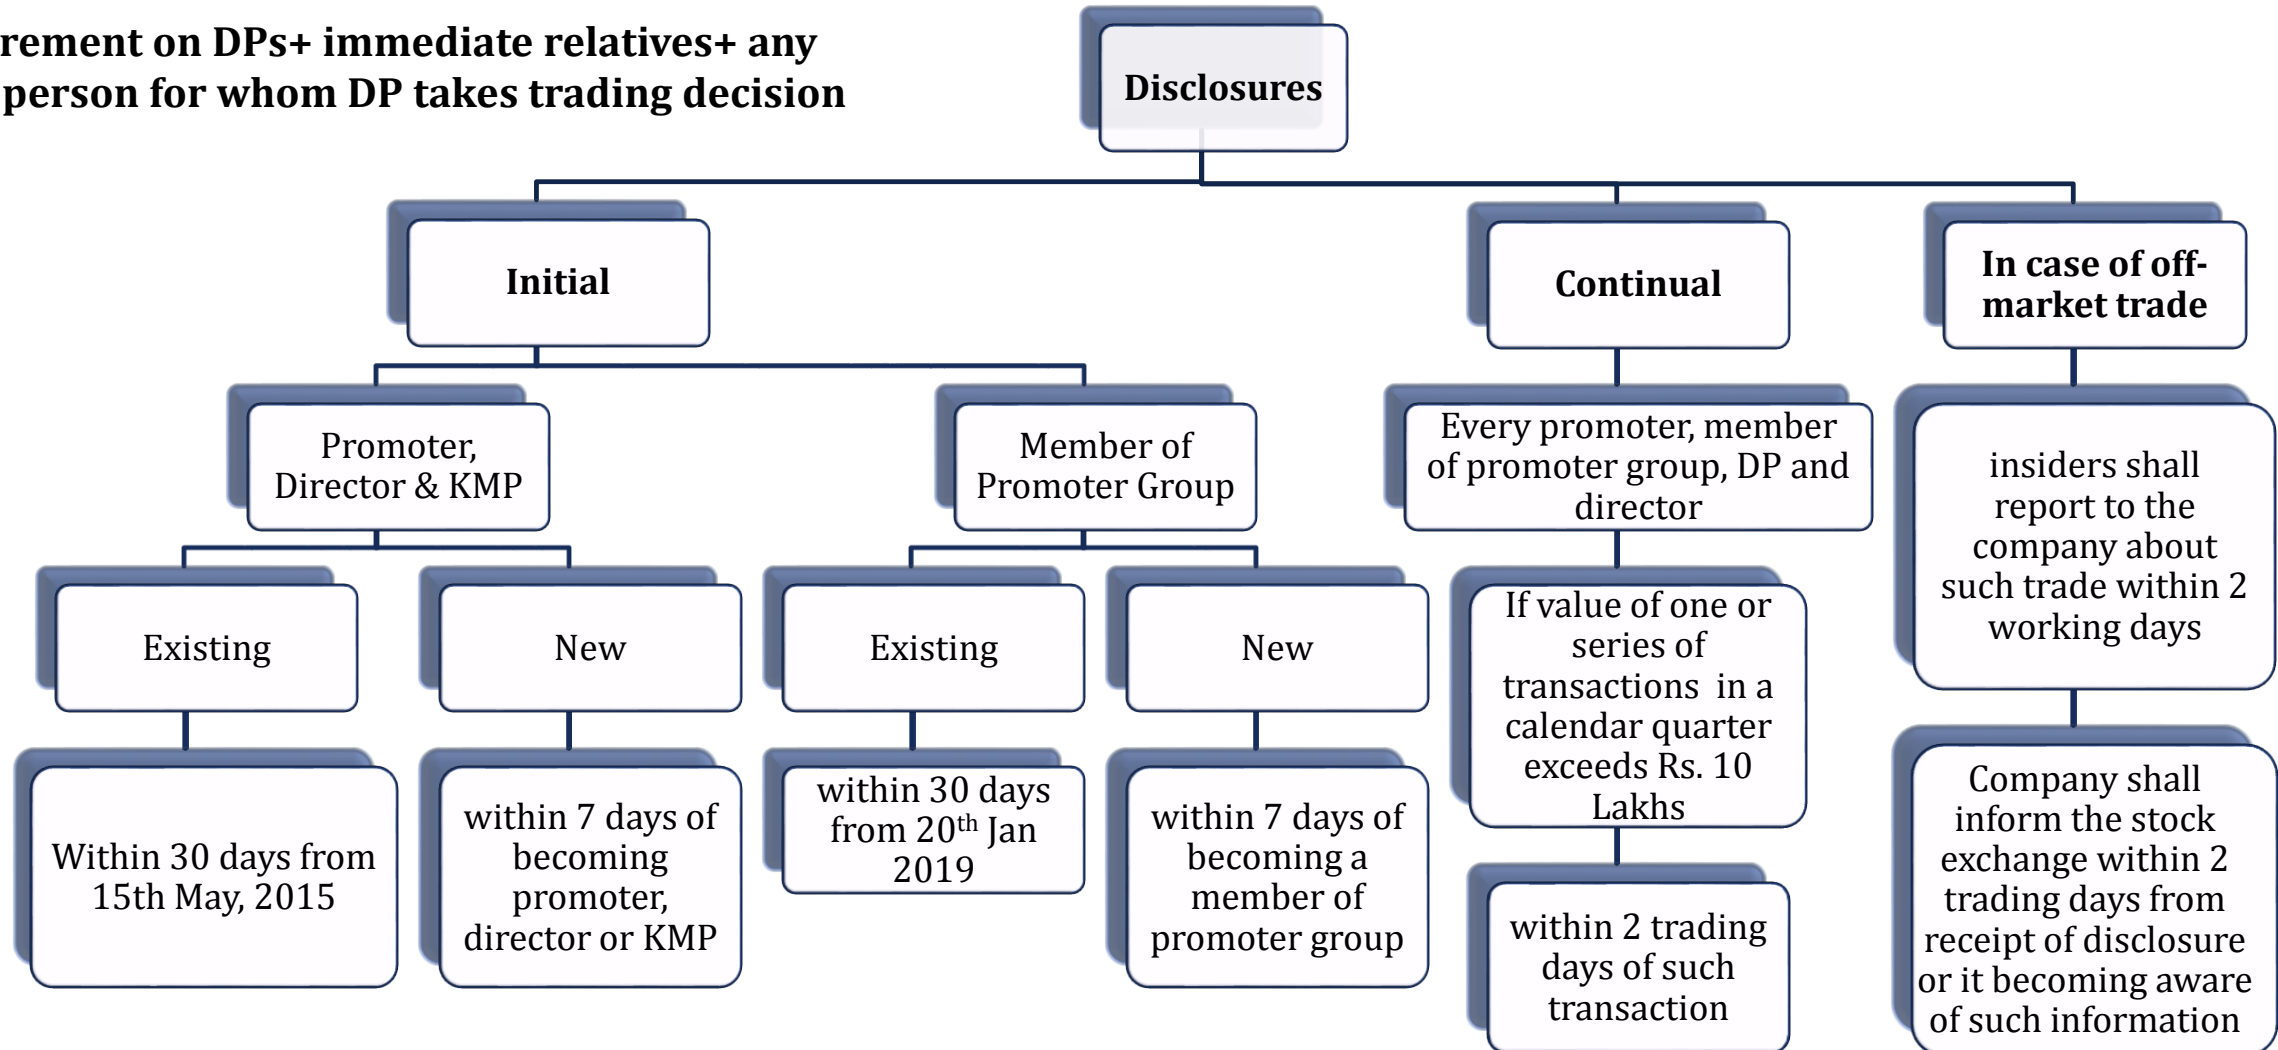 rement on DPs+ immediate relatives+ any
person for whom DP takes trading decision
Disclosures
Initial
Continual
In case of off-
market trade
Promoter,
Director & KMP
Member of
Promoter Group
Every promoter, member
of promoter group, DP and
director
insiders shall
report to the
company about
such trade within 2
working days
Existing
New
Existing
New
If value of one or
series of
transactions in a
calendar quarter
exceeds Rs. 10
Lakhs
Within 30 days from
15th May, 2015
within 7 days of
becoming
promoter,
director or KMP
within 30 days
from 20th Jan
2019
within 7 days of
becoming a
member of
promoter group
within 2 trading
days of such
transaction
Company shall
inform the stock
exchange within 2
trading days from
receipt of disclosure
or it becoming aware
of such information